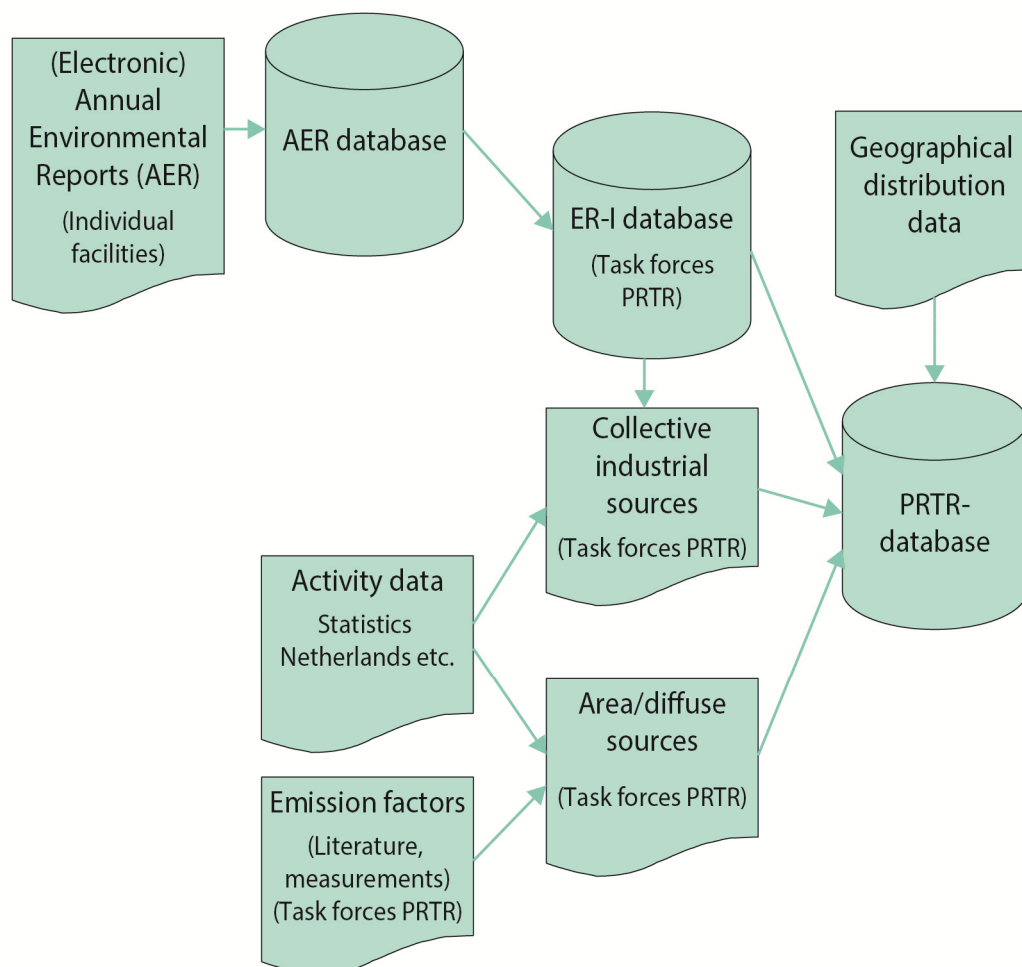 (Electronic)
Annual
Environmental
Reports (AER)
(Individual
facilities)
AER database
ER-I database
(Task forces
PRTR)
Geographical
distribution
data
Collective
industrial
sources
(Task forces PRTR)
PRTR-
database
Activity data
Statistics
Netherlands etc.
Area/diffuse
sources
(Task forces PRTR)
Emission factors
(Literature,
measurements)
(Task forces PRTR)